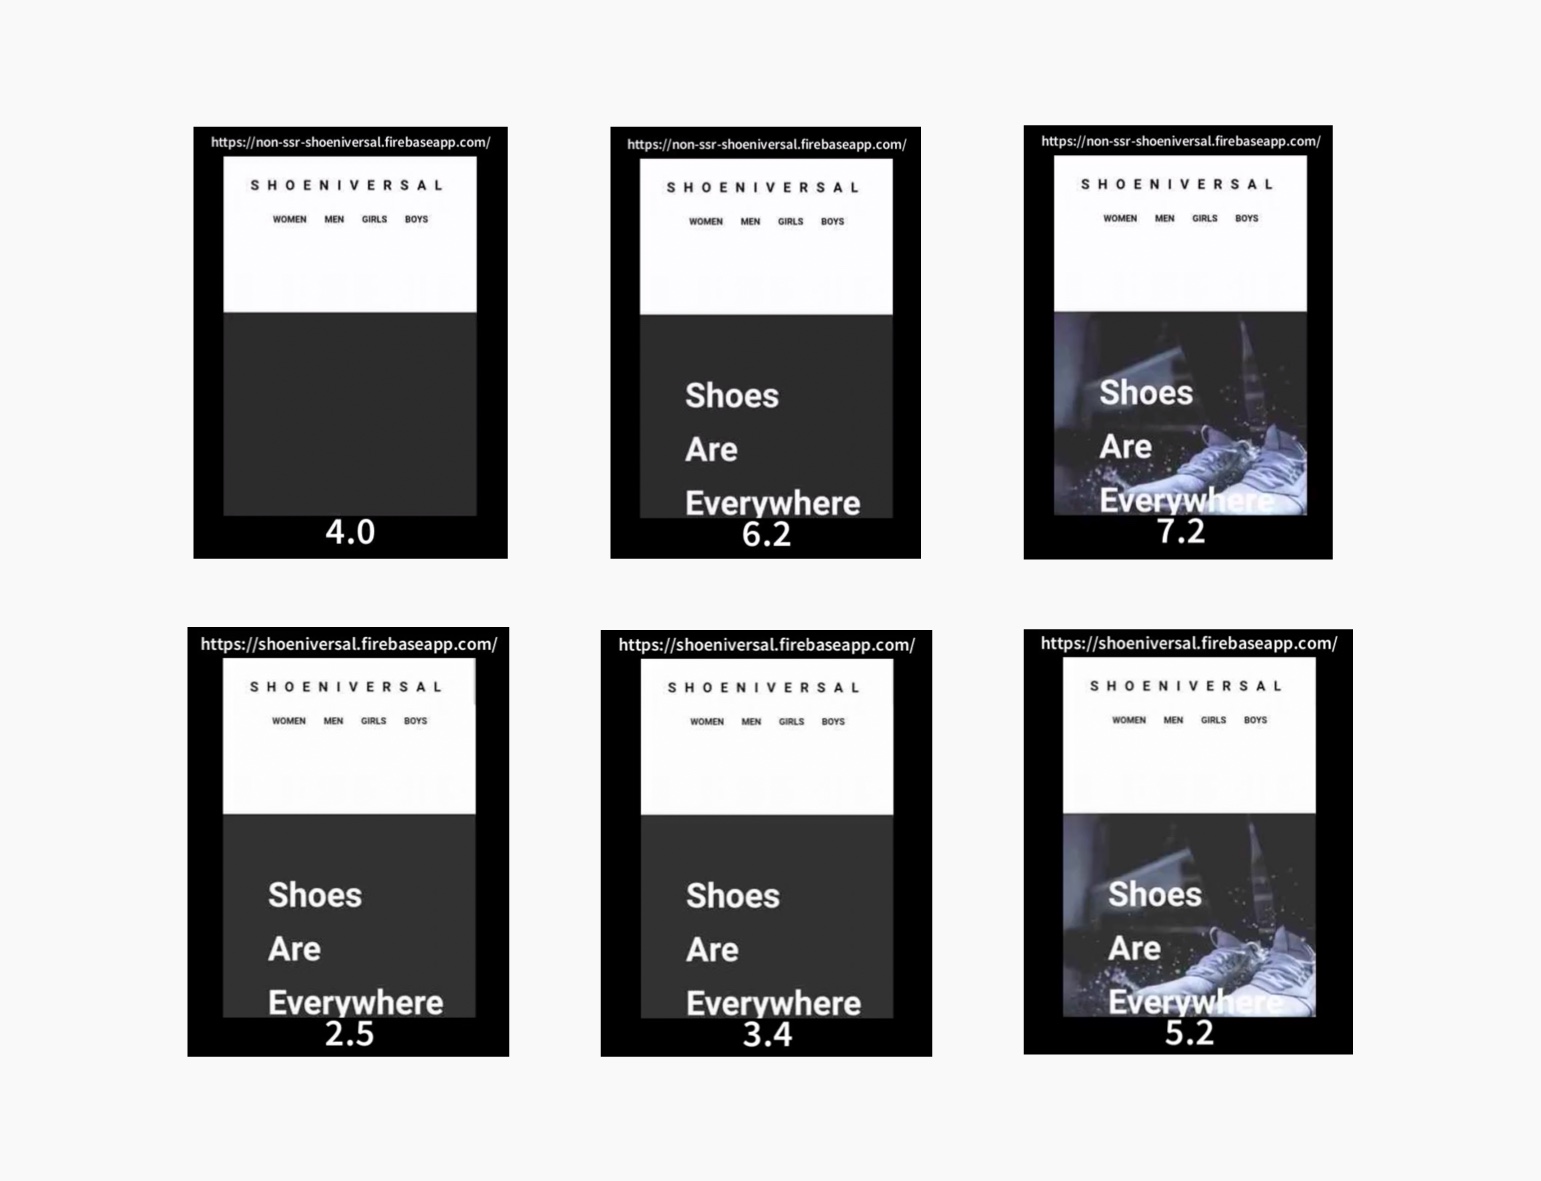 https://non-ssr-shoeniversal.firebaseapp.com/
SHOENIVERSAL
WOMEN MEN GIRLS BOYS
4.0
https://non-ssr-shoeniversal.firebaseapp.com/
SHOENIVERSAL
WOMEN MEN GIRLS BOYS
Shoes
Are
Everywhere
6.2
https://non-ssr-shoeniversal.firebaseapp.com/
SHOENIVERSAL
WOMEN MEN GIRLS BOYS
Shoes
Are
Everywhere
7.2
https://shoeniversal.firebaseapp.com/
SHOENIVERSAL
WOMEN MEN GIRLS BOYS
Shoes
Are
Everywhere
2.5
https://shoeniversal.firebaseapp.com/
SHOENIVERSAL
WOMEN MEN GIRLS BOYS
Shoes
Are
Everywhere
3.4
https://shoeniversal.firebaseapp.com/
SHOENIVERSAL
WOMEN MEN GIRLS BOYS
Shoes
Are
Everywhere
5.2